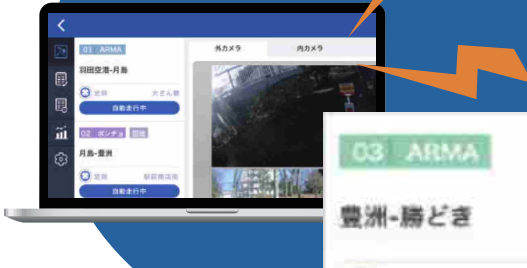 外カメラ 内カメラ
01 ARMA
羽田空港-月島
自動走行中
02 ポンチョ 回送
月島-豊洲
自動走行中
03 ARMA
豊洲-勝どき